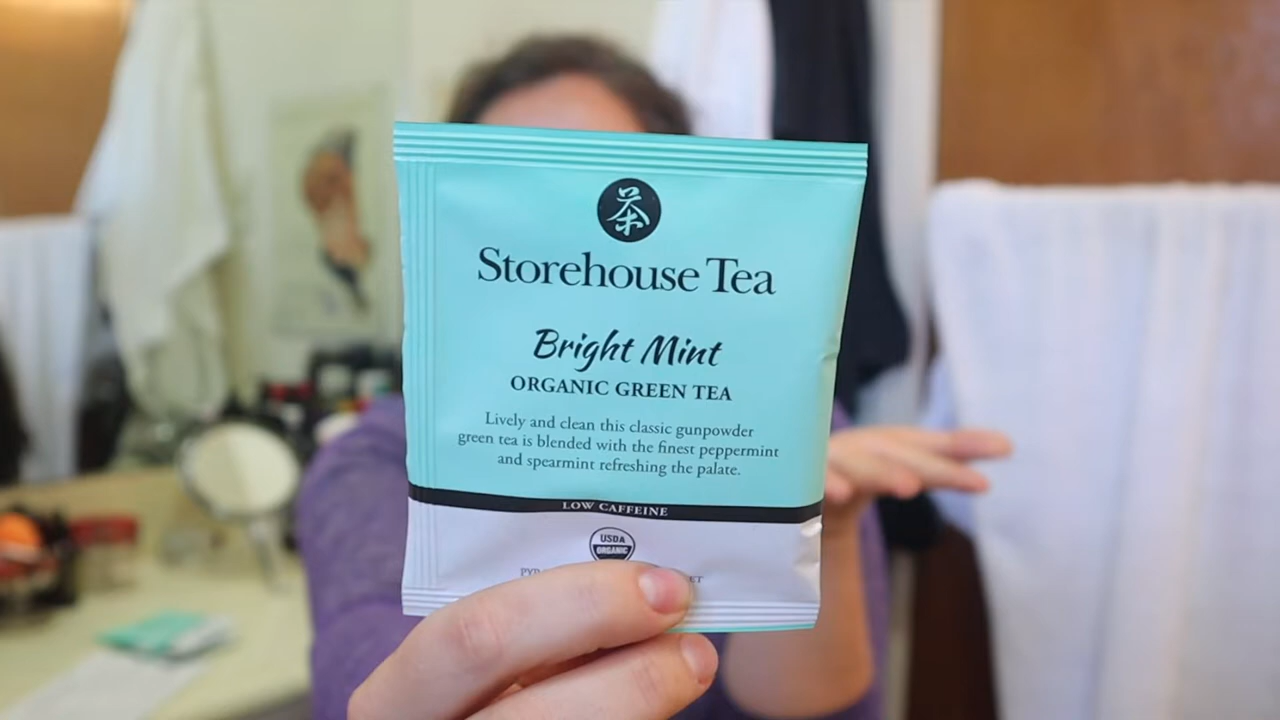 茶
Storehouse Tea
Bright Mint
ORGANIC GREEN TEA
Lively and clean this classic gunpowder
green tea is blended with the finest peppermint
and spearmint refreshing the palate.
LOW CAFFEINE
USDA
ORGANIC